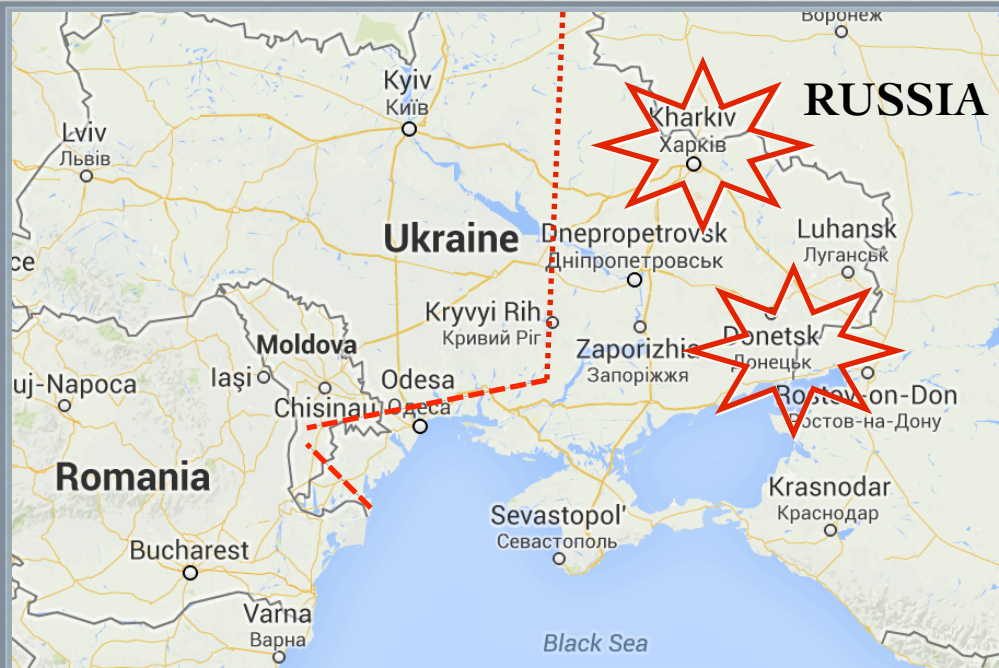 Воронеж
RUSSIA
Kyiv
Київ
Kharkiv
Харків
Lviv
Львів
Ukraine
Dnepropetrovsk
Дніпропетровськ
Luhansk
Луганськ
ce
Kryvyi Rih
Кривий Ріг
Zaporizhia
Запоріжжя
Donetsk
Донецьк
Moldova
Iași
uj-Napoca
Chisinau
Odesa
Одеса
Rostov-on-Don
Ростов-на-Дону
Romania
Krasnodar
Краснодар
Sevastopol'
Севастополь
Bucharest
Varna
Варна
Black Sea